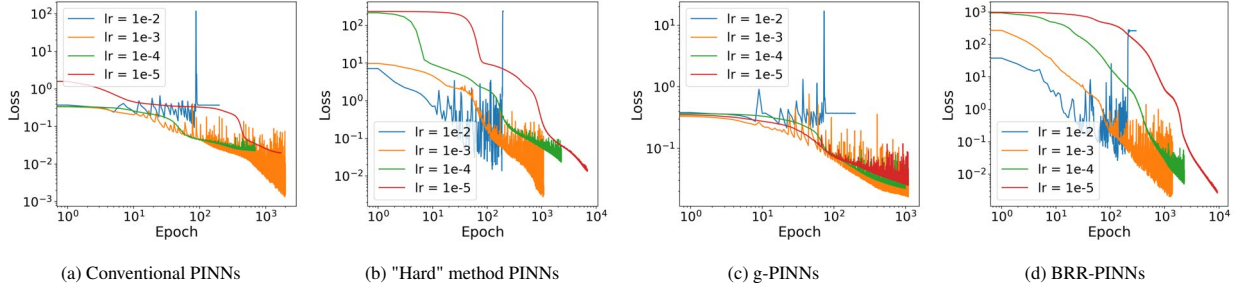 10²
10¹
10⁰
10⁻¹
10⁻²
10⁻³
Loss
10⁰
10¹
10²
10³
Epoch
lr = 1e-2
lr = 1e-3
lr = 1e-4
lr = 1e-5
(a) Conventional PINNs
10²
10¹
10⁰
10⁻¹
10⁻²
Loss
10⁰
10¹
10²
10³
10⁴
Epoch
lr = 1e-2
lr = 1e-3
lr = 1e-4
lr = 1e-5
(b) "Hard" method PINNs
10¹
10⁰
10⁻¹
Loss
10⁰
10¹
10²
10³
Epoch
lr = 1e-2
lr = 1e-3
lr = 1e-4
lr = 1e-5
(c) g-PINNs
10³
10²
10¹
10⁰
10⁻¹
10⁻²
Loss
10⁰
10¹
10²
10³
10⁴
Epoch
lr = 1e-2
lr = 1e-3
lr = 1e-4
lr = 1e-5
(d) BRR-PINNs